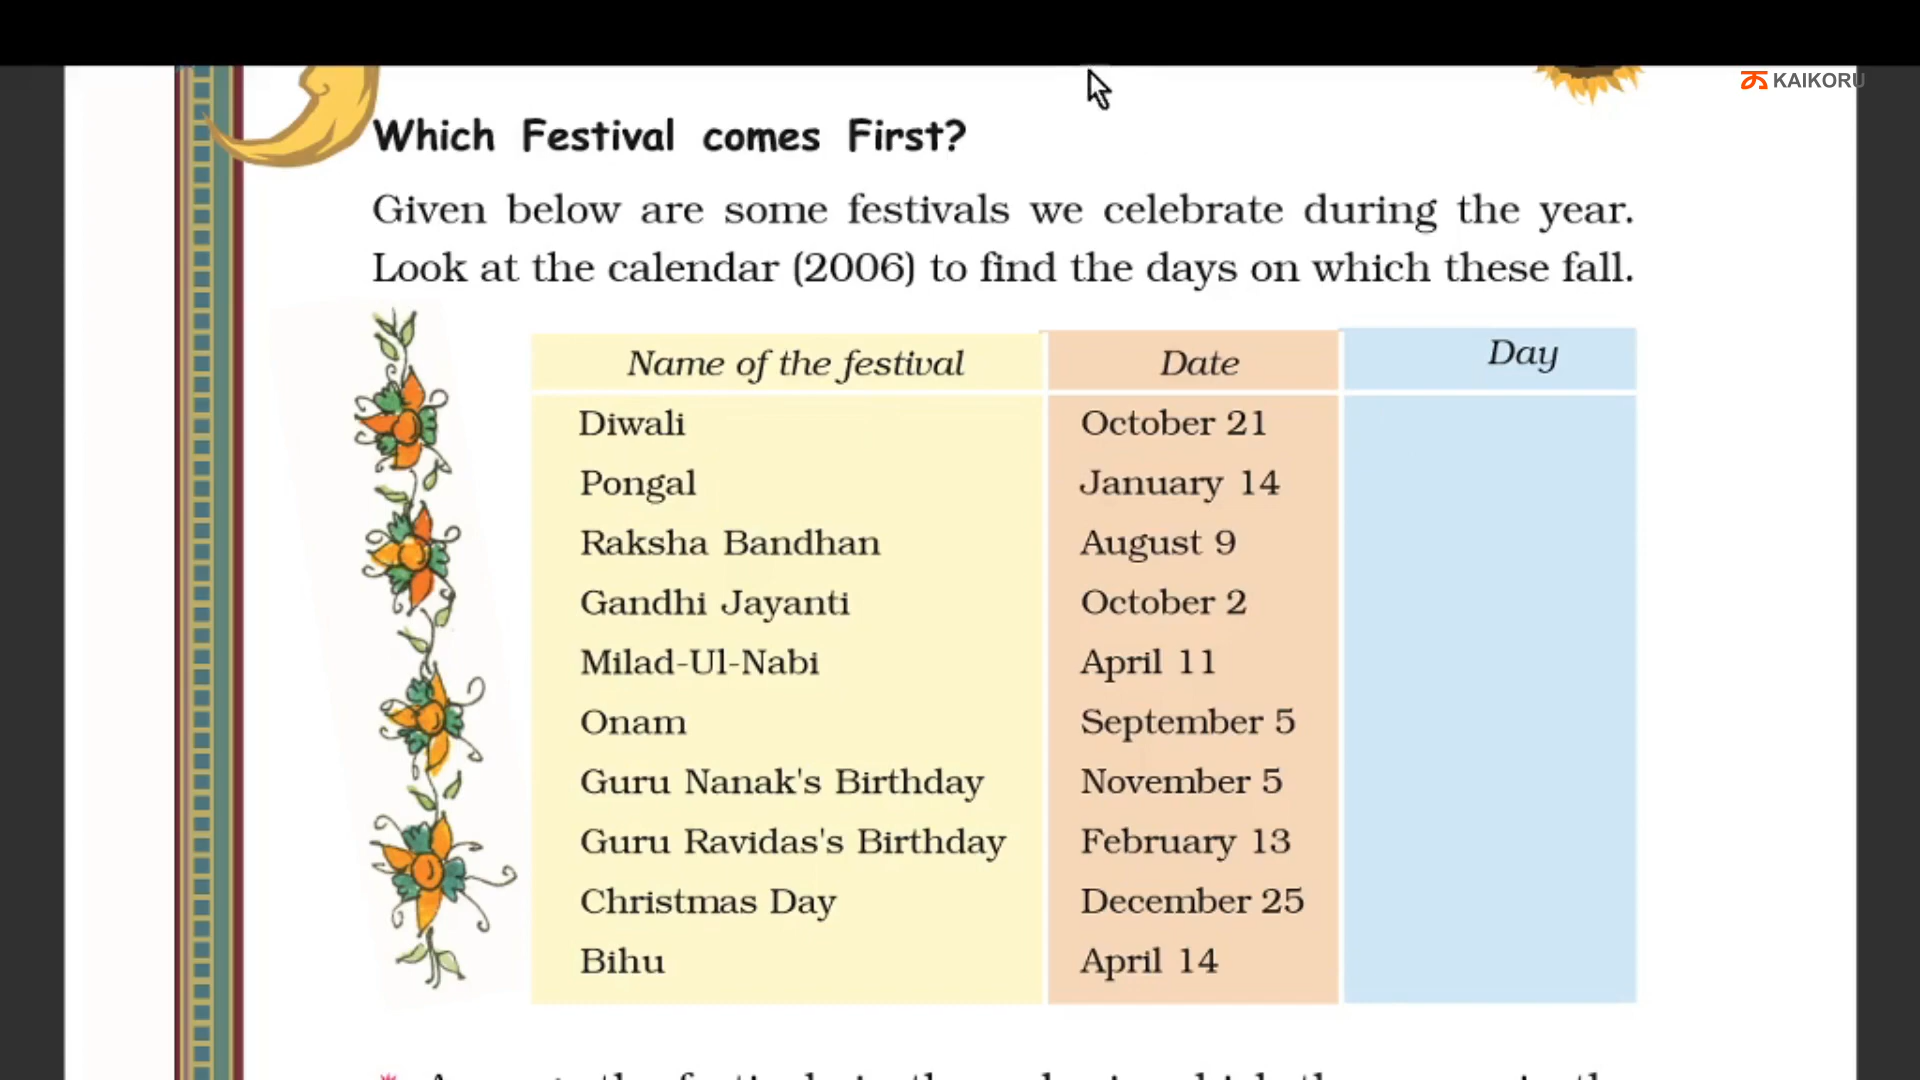 KAIKORU
Which Festival comes First?
Given below are some festivals we celebrate during the year.
Look at the calendar (2006) to find the days on which these fall.
Name of the festival Date Day
Diwali October 21
Pongal January 14
Raksha Bandhan August 9
Gandhi Jayanti October 2
Milad-Ul-Nabi April 11
Onam September 5
Guru Nanak's Birthday November 5
Guru Ravidas's Birthday February 13
Christmas Day December 25
Bihu April 14